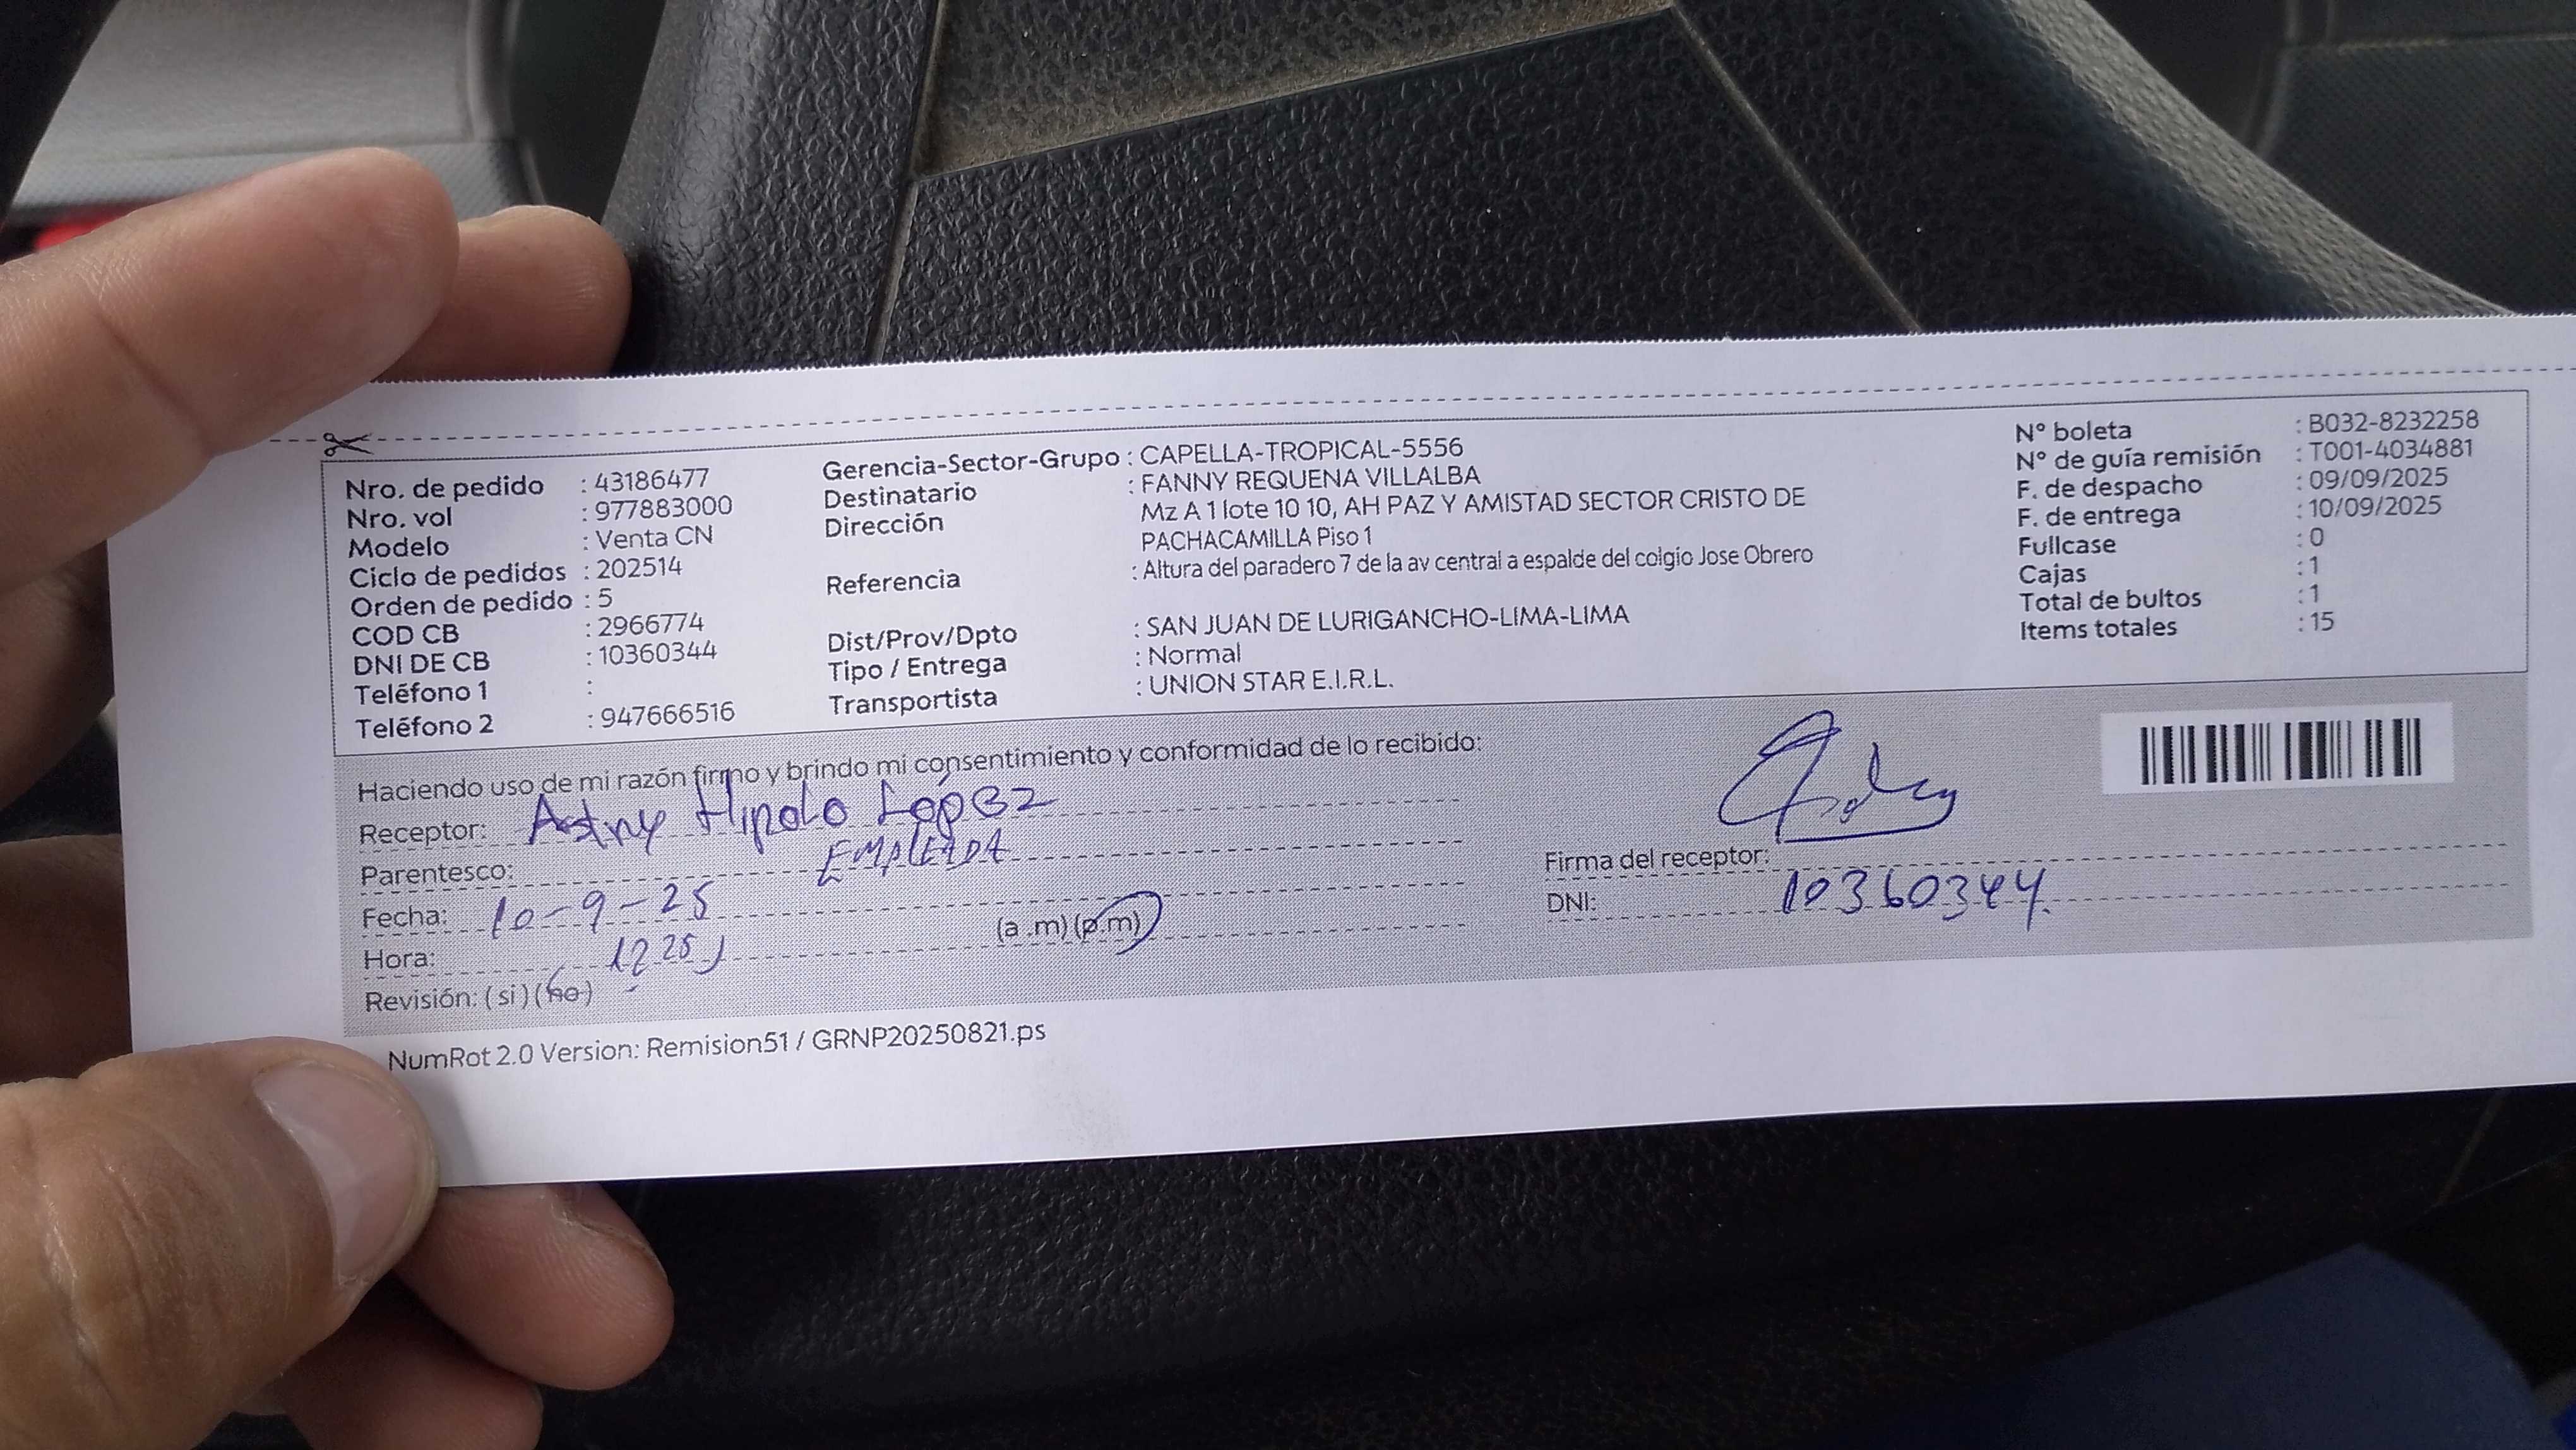 Nro. de pedido : 43186477
Nro. vol : 977883000
Modelo : Venta CN
Ciclo de pedidos : 202514
Orden de pedido : 5
COD CB : 2966774
DNI DE CB : 10360344
Teléfono 1 :
Teléfono 2 : 947666516
Gerencia-Sector-Grupo : CAPELLA-TROPICAL-5556
Destinatario : FANNY REQUENA VILLALBA
Dirección Mz A 1 lote 10 10, AH PAZ Y AMISTAD SECTOR CRISTO DE
PACHACAMILLA Piso 1
Referencia : Altura del paradero 7 de la av central a espalde del colgio Jose Obrero
Dist/Prov/Dpto : SAN JUAN DE LURIGANCHO-LIMA-LIMA
Tipo / Entrega : Normal
Transportista : UNION STAR E.I.R.L.
N° boleta : B032-8232258
N° de guía remisión : T001-4034881
F. de despacho : 09/09/2025
F. de entrega : 10/09/2025
Fullcase : 0
Cajas : 1
Total de bultos : 1
Items totales : 15
Haciendo uso de mi razón firmo y brindo mi consentimiento y conformidad de lo recibido:
Receptor: Hipolo López
Parentesco: EMPLEADA
Fecha: 10-9-25
Hora: 12 25 (a .m) (p.m)
Revisión: ( si ) (no)
Firma del receptor:
DNI: 10360344.
NumRot 2.0 Version: Remision51 / GRNP20250821.ps